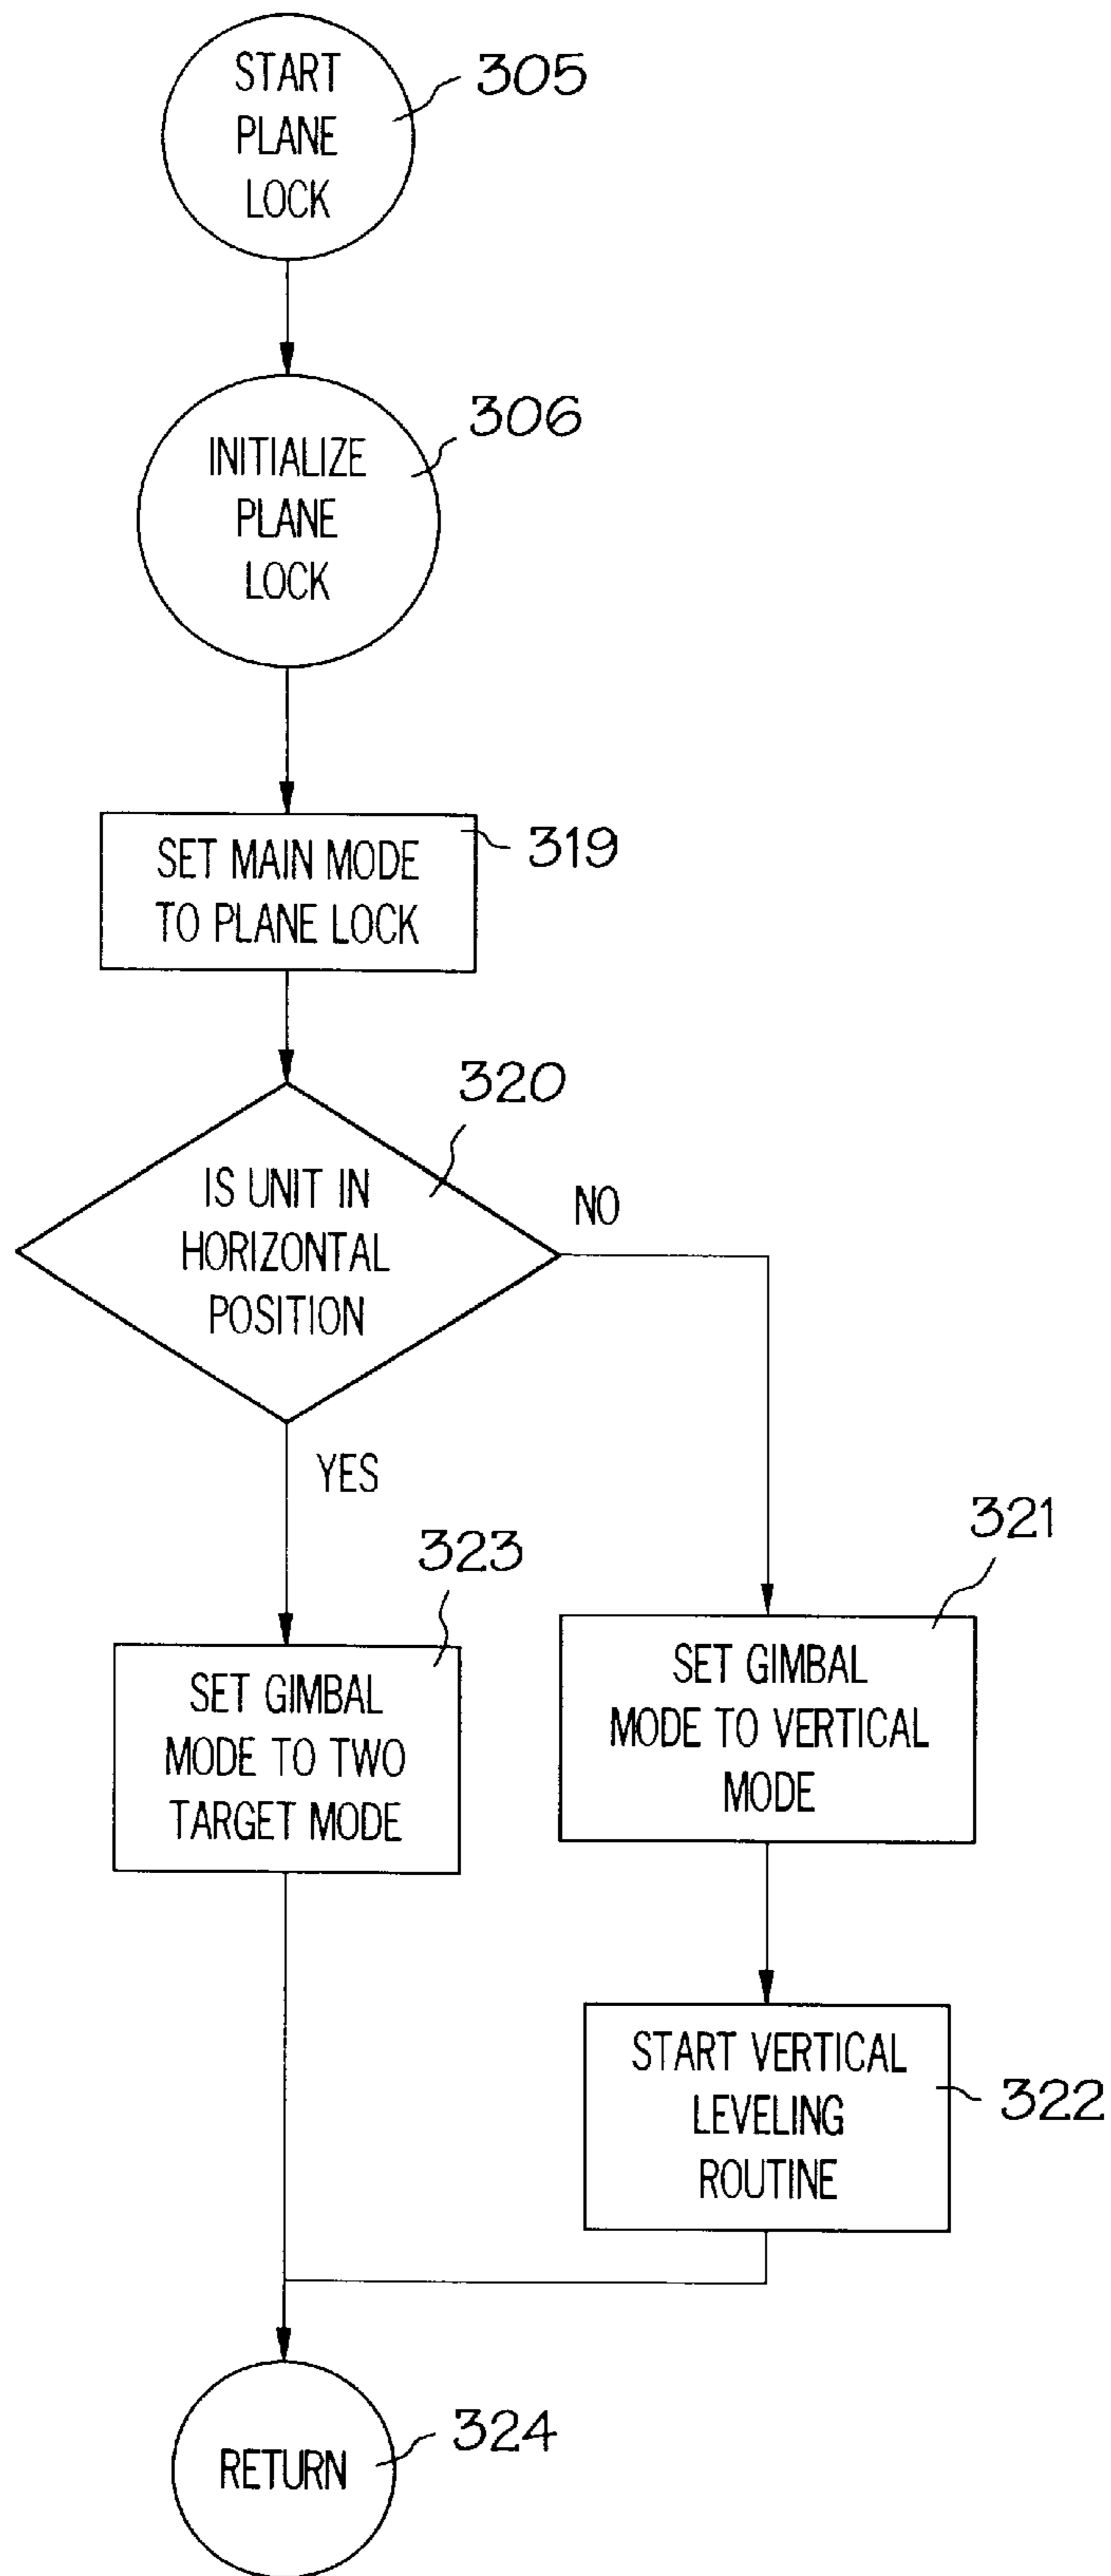 START
PLANE
LOCK
305
INITIALIZE
PLANE
LOCK
306
SET MAIN MODE
TO PLANE LOCK
319
320
IS UNIT IN
HORIZONTAL
POSITION
NO
YES
323
SET GIMBAL
MODE TO TWO
TARGET MODE
321
SET GIMBAL
MODE TO VERTICAL
MODE
START VERTICAL
LEVELING
ROUTINE
322
RETURN
324